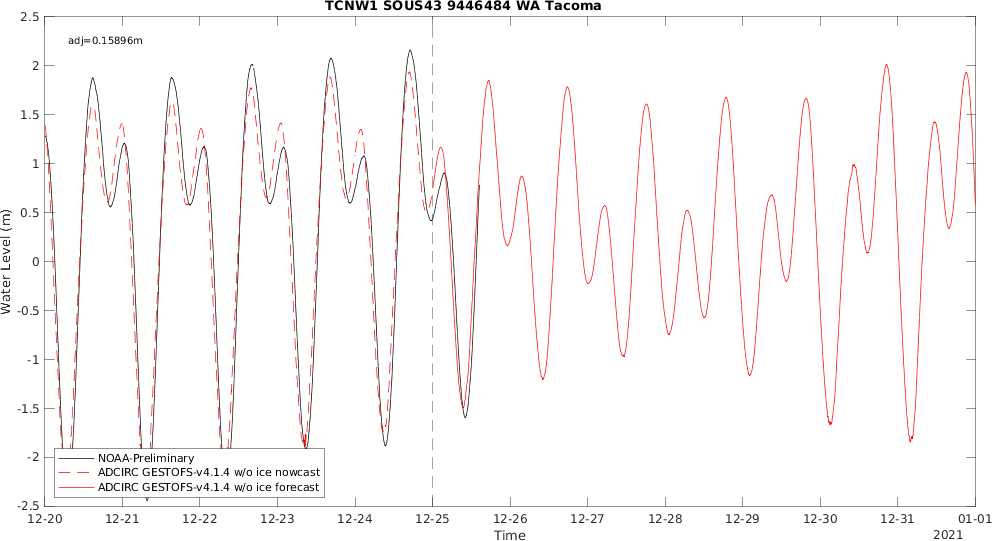 TCNW1 SOUS43 9446484 WA Tacoma
adj=0.15896m
2.5
2
1.5
1
0.5
0
-0.5
-1
-1.5
-2
-2.5
Water Level (m)
NOAA-Preliminary
ADCIRC GESTOFS-v4.1.4 w/o ice nowcast
ADCIRC GESTOFS-v4.1.4 w/o ice forecast
12-20 12-21 12-22 12-23 12-24 12-25 12-26 12-27 12-28 12-29 12-30 12-31 01-01
Time
2021